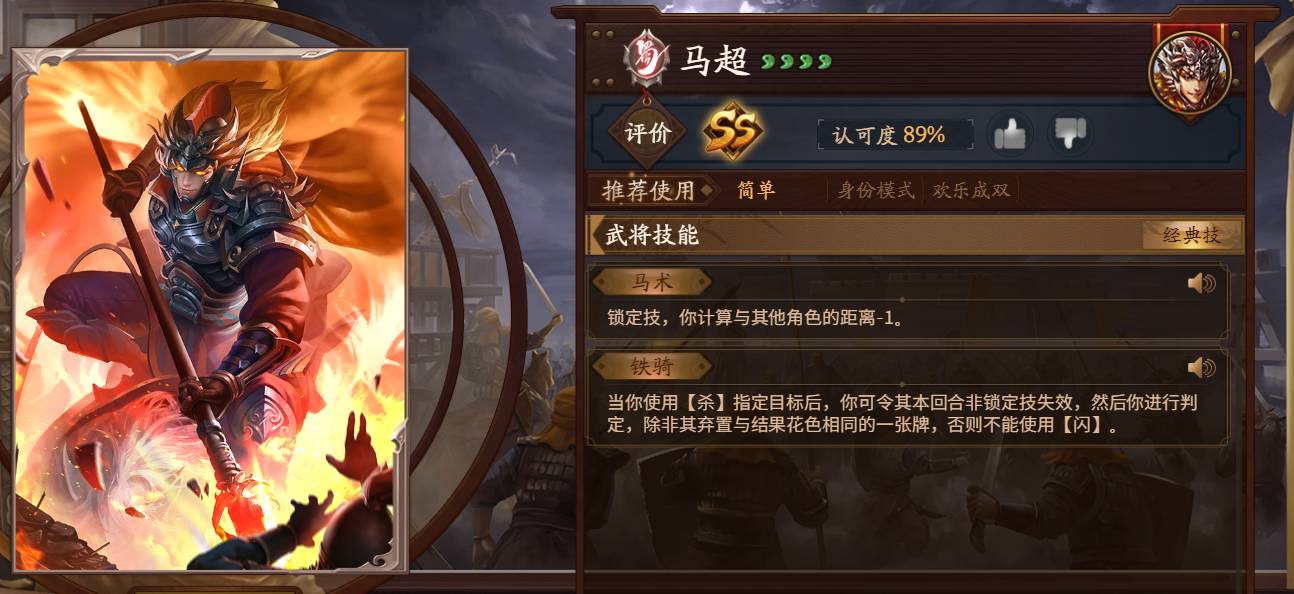 蜀
马超
评价
SS
认可度 89%
推荐使用
简单
身份模式
欢乐成双
武将技能
经典技
马术
锁定技，你计算与其他角色的距离-1。
铁骑
当你使用【杀】指定目标后，你可令其本回合非锁定技失效，然后你进行判
定，除非其弃置与结果花色相同的一张牌，否则不能使用【闪】。